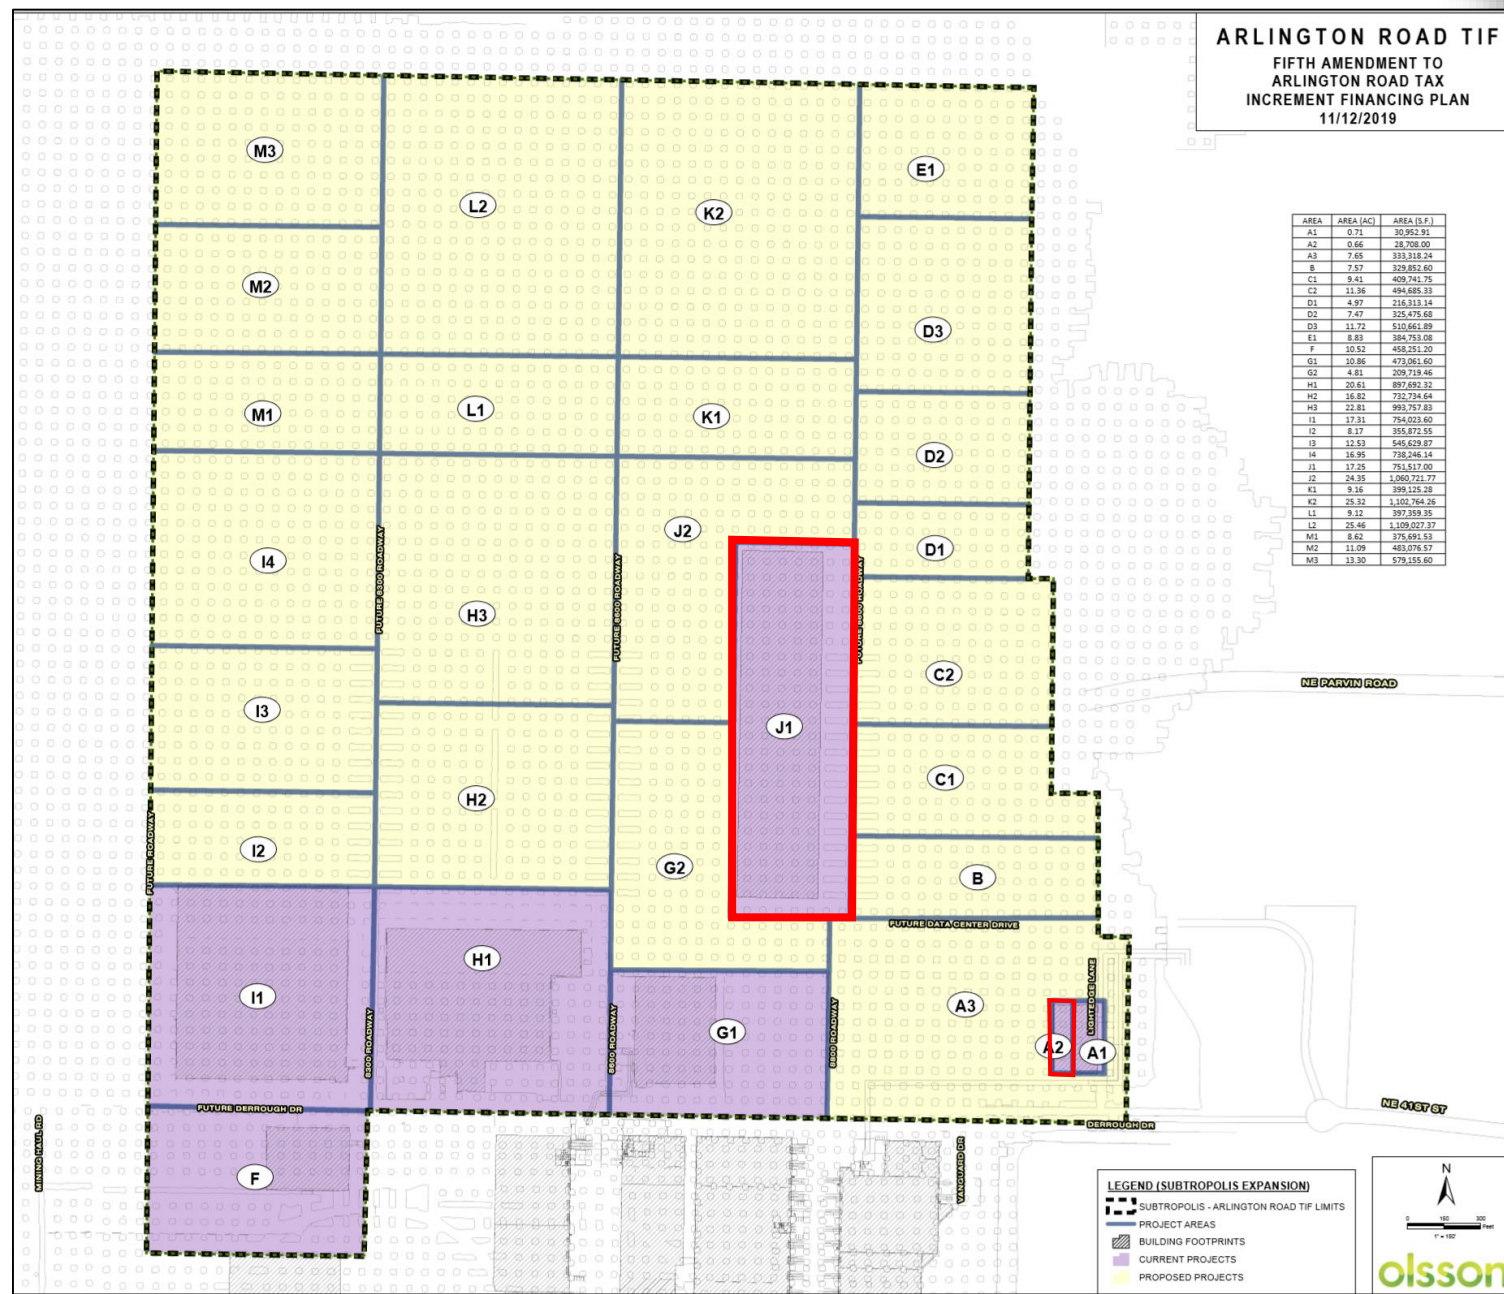 ARLINGTON ROAD TIF
FIFTH AMENDMENT TO
ARLINGTON ROAD TAX
INCREMENT FINANCING PLAN
11/12/2019
AREA AREA (AC) AREA (S.F.)
A1 0.71 30,952.91
A2 0.66 28,708.00
A3 7.65 333,318.24
B 7.57 329,852.60
C1 9.41 409,741.75
C2 11.36 494,685.33
D1 4.97 216,313.14
D2 7.47 325,475.68
D3 11.72 510,661.89
E1 8.83 384,753.08
F 10.52 458,251.20
G1 10.86 473,061.60
G2 4.81 209,719.46
H1 20.61 897,692.32
H2 16.82 732,734.64
H3 22.81 993,757.83
I1 17.31 754,023.60
I2 8.17 355,872.55
I3 12.53 545,629.87
I4 16.95 738,246.14
J1 17.25 751,517.00
J2 24.35 1,060,721.77
K1 9.16 399,125.28
K2 25.32 1,102,764.26
L1 9.12 397,359.35
L2 25.46 1,109,027.37
M1 8.62 375,691.53
M2 11.09 483,076.57
M3 13.30 579,155.60
M3
L2
K2
E1
M2
D3
M1
L1
K1
D2
J2
D1
I4
H3
FUTURE 8300 ROADWAY
FUTURE 8600 ROADWAY
FUTURE 8800 ROADWAY
C2
NE PARVIN ROAD
I3
J1
C1
H2
I2
FUTURE ROADWAY
G2
B
FUTURE DATA CENTER DRIVE
H1
I1
A3
LIGHTEDGE LANE
G1
A2
A1
8300 ROADWAY
8600 ROADWAY
8800 ROADWAY
FUTURE DERROUGH DR
NE 41ST ST
DERROUGH DR
MINING HAUL RD
F
VANGUARD DR
LEGEND (SUBTROPOLIS EXPANSION)
SUBTROPOLIS - ARLINGTON ROAD TIF LIMITS
PROJECT AREAS
BUILDING FOOTPRINTS
CURRENT PROJECTS
PROPOSED PROJECTS
N
0 150 300
Feet
1" = 150'
olsson